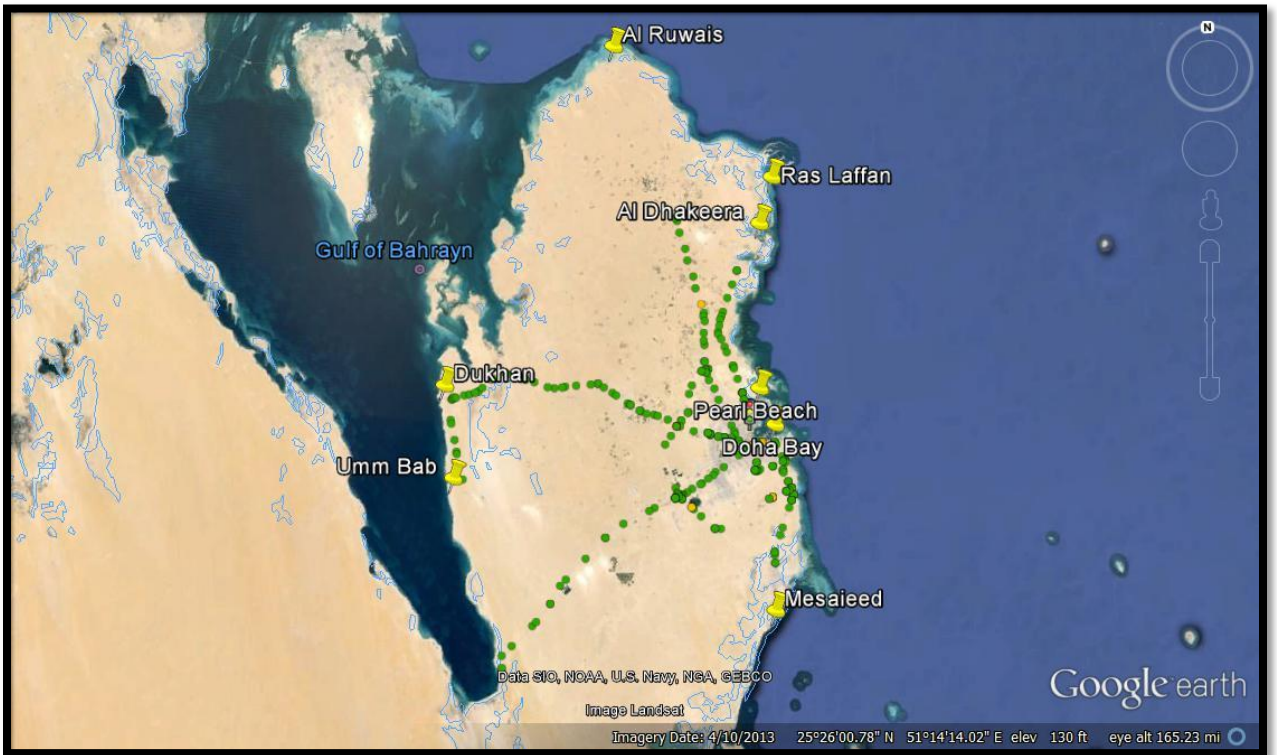 N
Al Ruwais
Ras Laffan
Al Dhakeera
Gulf of Bahrayn
Dukhan
Pearl Beach
Doha Bay
Umm Bab
Mesaieed
Data SIO, NOAA, U.S. Navy, NGA, GEBCO
Image Landsat
Google earth
Imagery Date: 4/10/2013 25°26'00.78" N 51°14'14.02" E elev 130 ft eye alt 165.23 mi